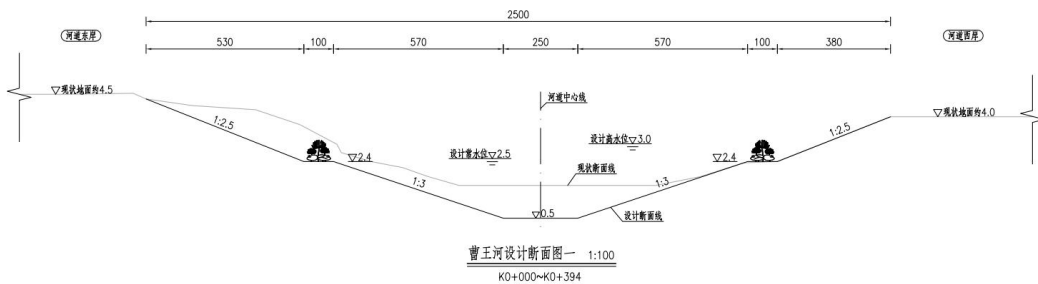 2500
河道东岸
河道西岸
530
100
570
250
570
100
380
现状地面约4.5
河道中心线
现状地面约4.0
1:2.5
1:2.5
设计常水位 2.5
设计高水位 3.0
2.4
2.4
1:3
现状断面线
1:3
0.5
设计断面线
曹王河设计断面图一 1:100
K0+000~K0+394